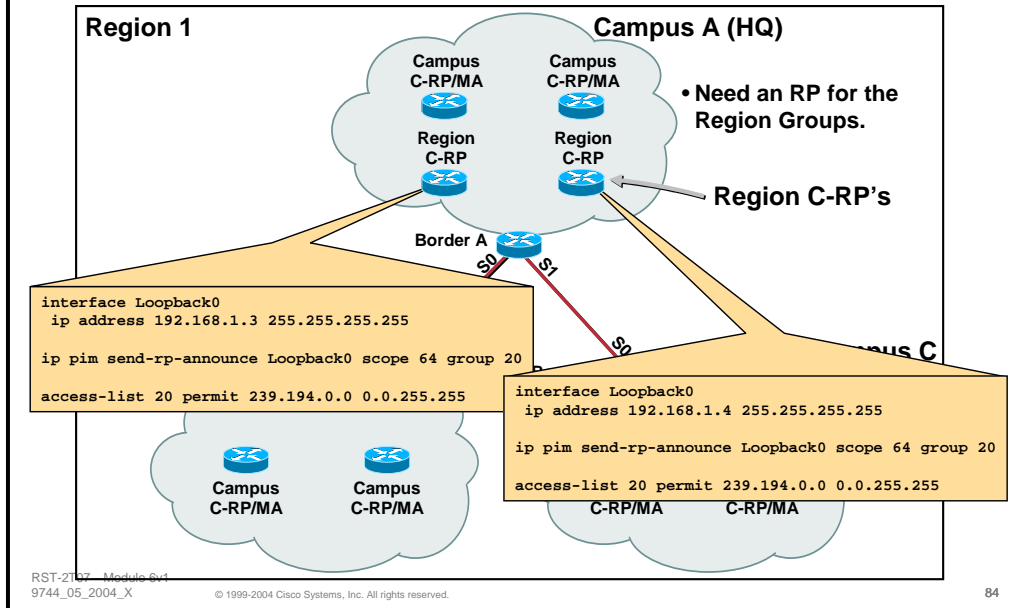 Region 1
Campus A (HQ)
Campus
C-RP/MA
Campus
C-RP/MA
• Need an RP for the
Region Groups.
Region
C-RP
Region
C-RP
Region C-RP's
Border A
S0
S1
S0
interface Loopback0
ip address 192.168.1.3 255.255.255.255
ip pim send-rp-announce Loopback0 scope 64 group 20
access-list 20 permit 239.194.0.0 0.0.255.255
C
interface Loopback0
ip address 192.168.1.4 255.255.255.255
ip pim send-rp-announce Loopback0 scope 64 group 20
access-list 20 permit 239.194.0.0 0.0.255.255
Campus
C-RP/MA
Campus
C-RP/MA
C-RP/MA
C-RP/MA
RST-2T07 Module 6v1
9744_05_2004_X
© 1999-2004 Cisco Systems, Inc. All rights reserved.
84